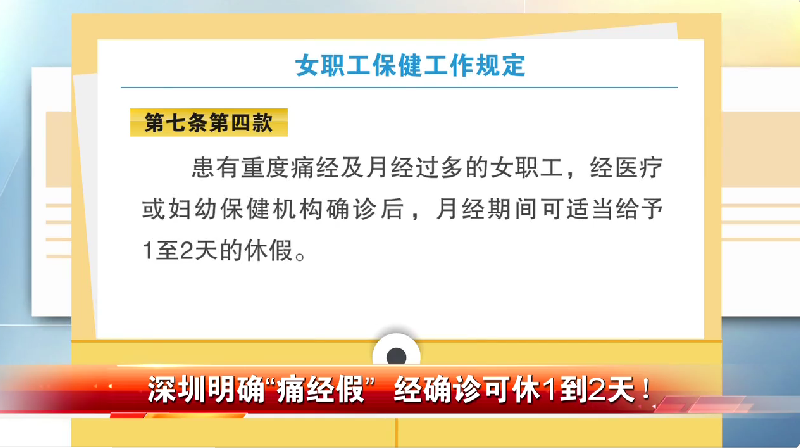 女职工保健工作规定
第七条第四款
患有重度痛经及月经过多的女职工，经医疗
或妇幼保健机构确诊后，月经期间可适当给予
1至2天的休假。
深圳明确“痛经假” 经确诊可休1到2天！